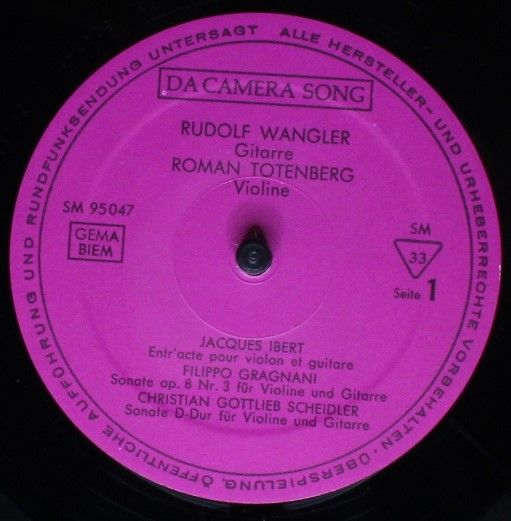 ALLE HERSTELLER- UND URHEBERRECHTE VORBEHALTEN · ÜBERSPIELUNG, ÖFFENTLICHE AUFFÜHRUNG UND RUNDFUNKSENDUNG UNTERSAGT
DA CAMERA SONG
RUDOLF WANGLER
Gitarre
ROMAN TOTENBERG
Violine
SM 95047
GEMA
BIEM
SM
33
Seite 1
JACQUES IBERT
Entr'acte pour violon et guitare
FILIPPO GRAGNANI
Sonate op. 8 Nr. 3 für Violine und Gitarre
CHRISTIAN GOTTLIEB SCHEIDLER
Sonate D-Dur für Violine und Gitarre